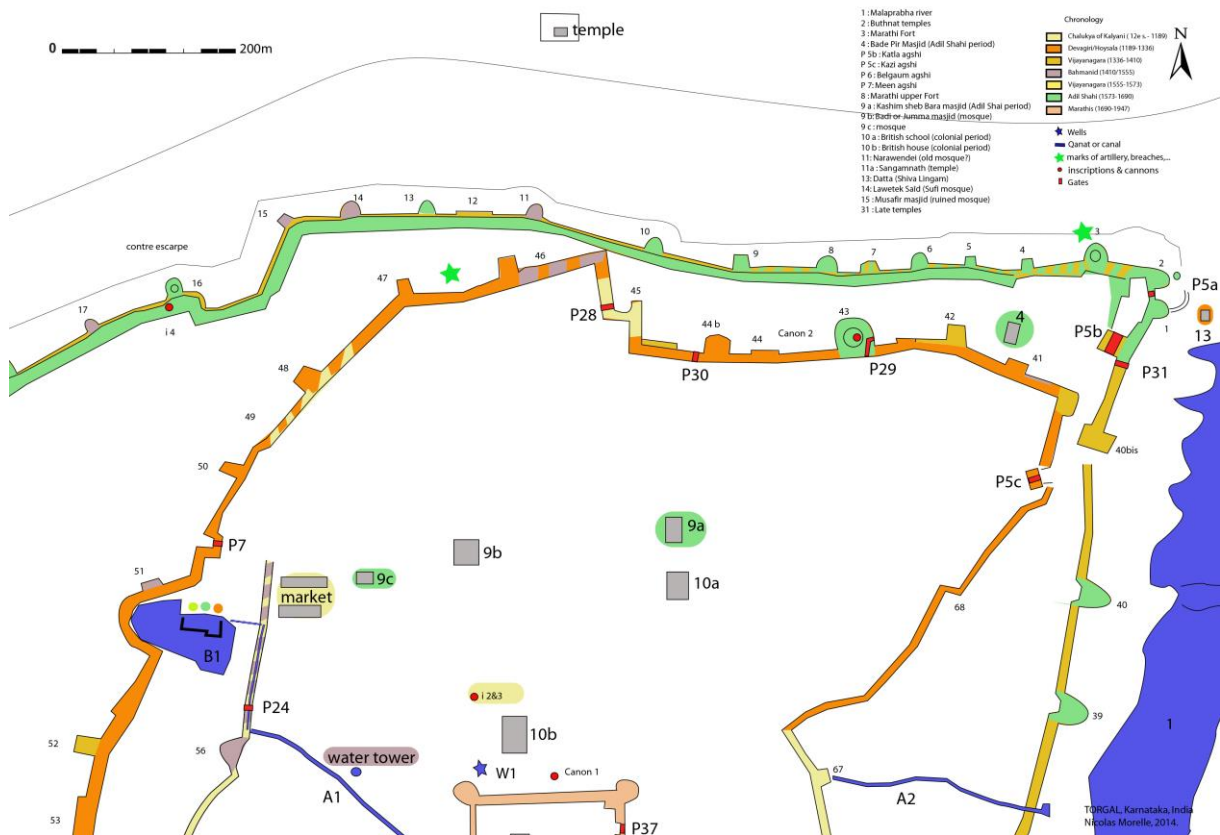 0
200m
temple
1 : Malaprabha river
2 : Buthnat temples
3 : Marathi Fort
4 : Bade Pir Masjid (Adil Shahi period)
P 5b : Katla agshi
P 5c : Kazi agshi
P 6 : Belgaum agshi
P 7 : Meen agshi
8 : Marathi upper Fort
9 a : Kashim sheb Bara masjid (Adil Shai period)
9 b : Badi or Jumma masjid (mosque)
9 c : mosque
10 a : British school (colonial period)
10 b : British house (colonial period)
11 : Narawendei (old mosque?)
11a : Sangamnath (temple)
13: Datta (Shiva Lingam)
14: Lawetek Saïd (Sufi mosque)
15: Musafir masjid (ruined mosque)
31 : Late temples
Chronology
Chalukya of Kalyani ( 12e s. - 1189)
Devagiri/Hoysala (1189-1336)
Vijayanagara (1336-1410)
Bahmanid (1410/1555)
Vijayanagara (1555-1573)
Adil Shahi (1573-1690)
Marathis (1690-1947)
Wells
Qanat or canal
marks of artillery, breaches,...
inscriptions & cannons
Gates
N
contre escarpe
17
16
i 4
15
14
13
12
11
10
9
8
7
6
5
4
3
2
1
P5a
13
P5b
P31
40bis
47
46
45
P28
44 b
44
Canon 2
43
42
4
41
P30
P29
48
49
50
P7
51
P5c
9a
9b
9c
10a
market
B1
68
40
P24
i 2&3
10b
39
1
52
56
water tower
W1
Canon 1
67
A1
A2
53
P37
TORGAL, Karnataka, India
Nicolas Morelle, 2014.